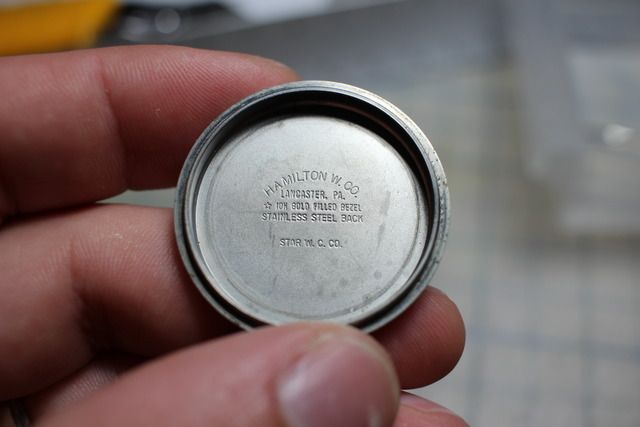 HAMILTON W. CO.
LANCASTER, PA.
☆ 10K GOLD FILLED BEZEL
STAINLESS STEEL BACK
STAR W. C. CO.